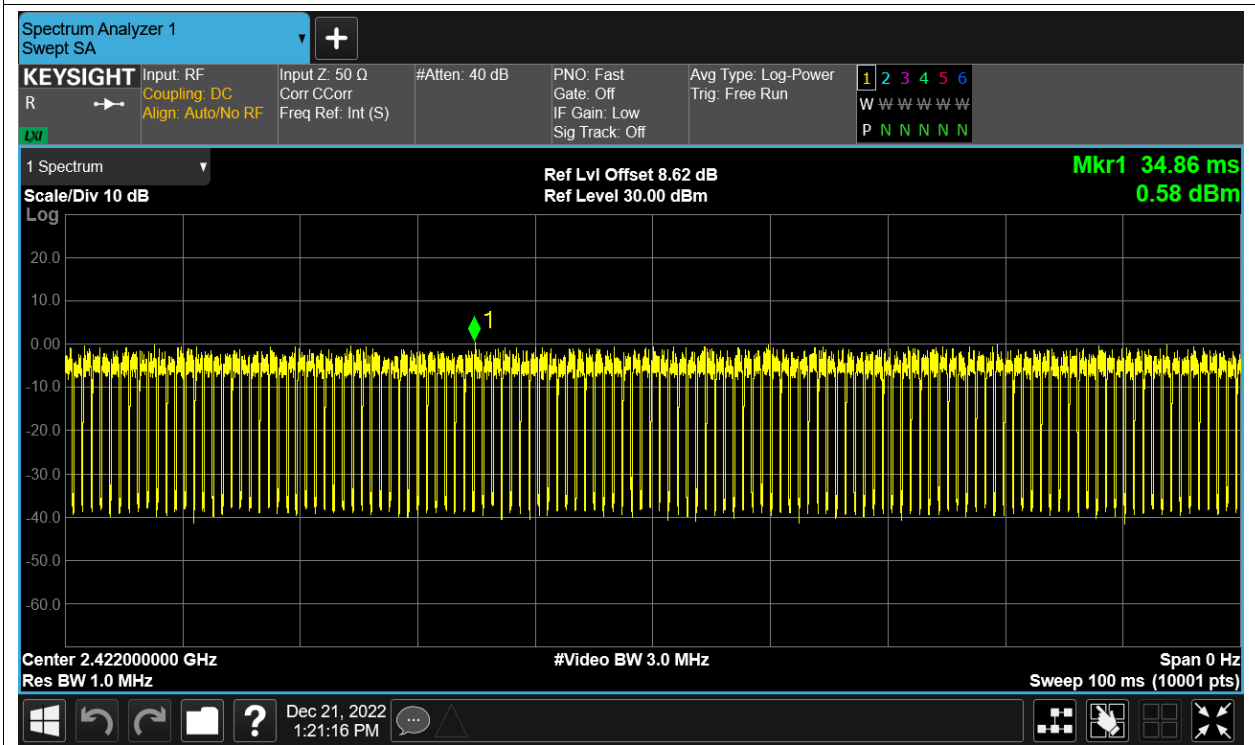 Spectrum Analyzer 1
Swept SA
KEYSIGHT
R
LXI
Input: RF
Coupling: DC
Align: Auto/No RF
Input Z: 50 Ω
Corr CCorr
Freq Ref: Int (S)
#Atten: 40 dB
PNO: Fast
Gate: Off
IF Gain: Low
Sig Track: Off
Avg Type: Log-Power
Trig: Free Run
1 2 3 4 5 6
W W W W W W
P N N N N N
1 Spectrum
Scale/Div 10 dB
Ref Lvl Offset 8.62 dB
Ref Level 30.00 dBm
Mkr1 34.86 ms
0.58 dBm
Log
20.0
10.0
1
0.00
-10.0
-20.0
-30.0
-40.0
-50.0
-60.0
Center 2.422000000 GHz
#Video BW 3.0 MHz
Span 0 Hz
Res BW 1.0 MHz
Sweep 100 ms (10001 pts)
?
Dec 21, 2022
1:21:16 PM